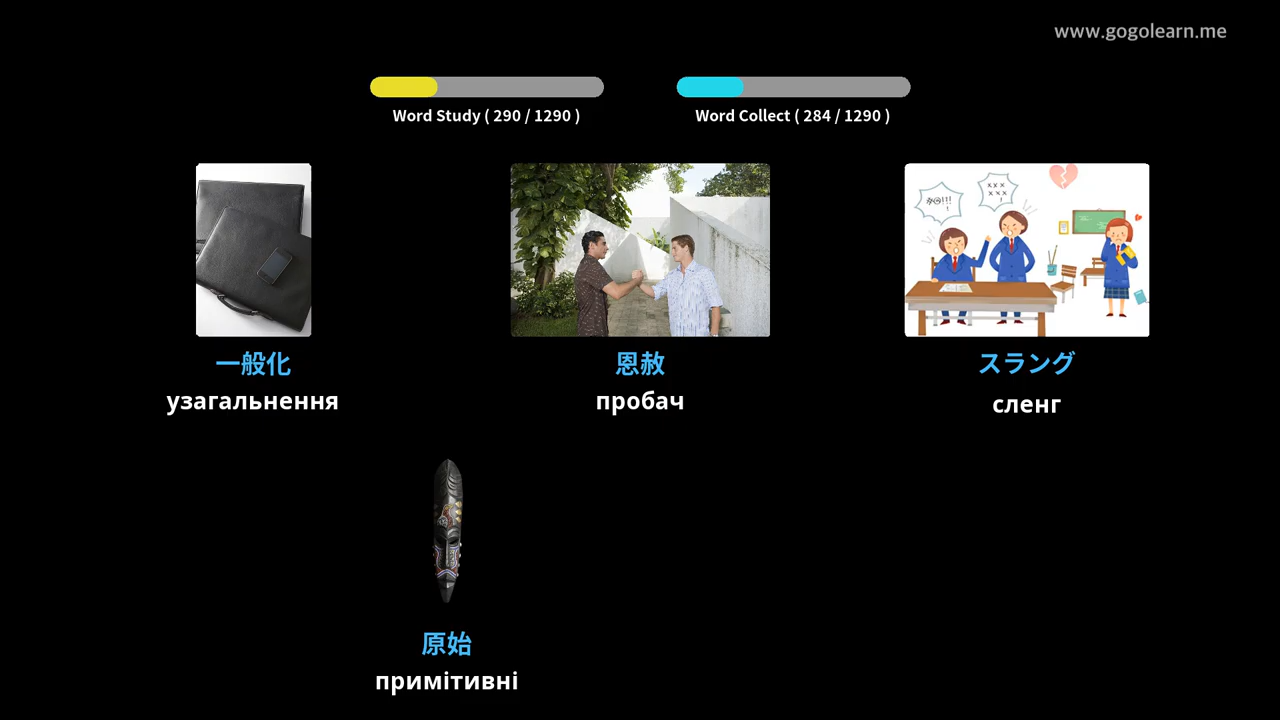 www.gogolearn.me
Word Study ( 290 / 1290 )
Word Collect ( 284 / 1290 )
一般化
узагальнення
恩赦
пробач
スラング
сленг
原始
примітивні